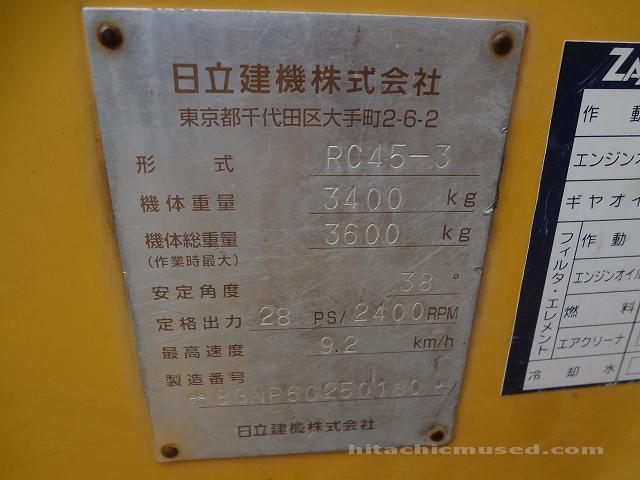 日立建機株式会社
東京都千代田区大手町2-6-2
形 式 RC45-3
機体重量 3400 kg
機体総重量 3600 kg
(作業時最大)
安定角度 38°
定格出力 28 PS/2400RPM
最高速度 9.2 km/h
製造番号
日立建機株式会社
ZA
作 動
エンジンオ
ギヤオイ
フィルタ・エレメント
作動
エンジンオイル
燃 料
エアクリーナ
冷 却 水
hitachicmused.com